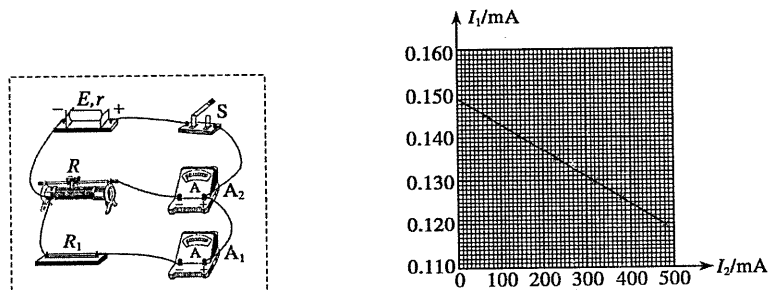 E,r
− +
S
R
A
A₂
− +
R₁
A
A₁
− +
I₁/mA
0.160
0.150
0.140
0.130
0.120
0.110
0 100 200 300 400 500
I₂/mA